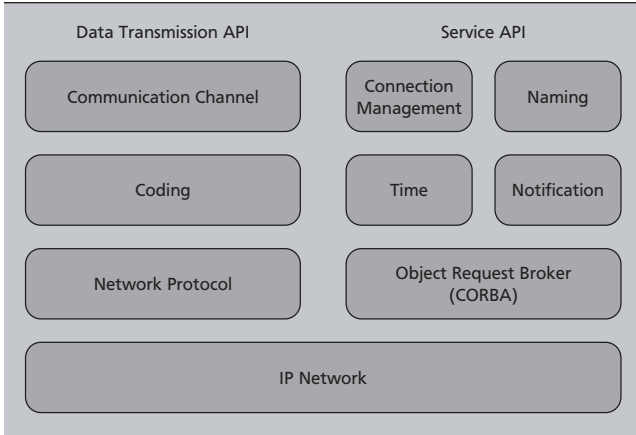 Data Transmission API
Service API
Communication Channel
Connection
Management
Naming
Coding
Time
Notification
Network Protocol
Object Request Broker
(CORBA)
IP Network